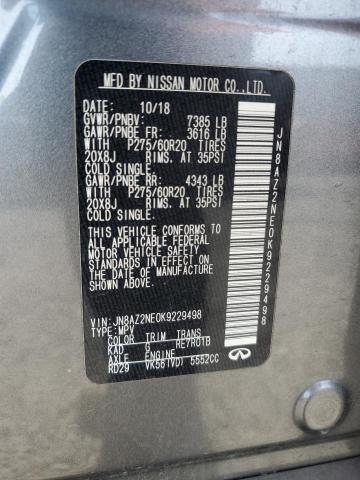 MFD BY NISSAN MOTOR CO.,LTD.
DATE: 10/18
GVWR/PNBV: 7385 LB
GAWR/PNBE FR: 3616 LB
WITH P275/60R20 TIRES
20X8J RIMS, AT 35PSI
COLD SINGLE.
GAWR/PNBE RR: 4343 LB
WITH P275/60R20 TIRES
20X8J RIMS, AT 35PSI
COLD SINGLE.
THIS VEHICLE CONFORMS TO ALL
APPLICABLE FEDERAL
MOTOR VEHICLE SAFETY
STANDARDS IN EFFECT ON THE
DATE OF MANUFACTURE SHOWN
ABOVE.
VIN: JN8AZ2NE0K9229498
TYPE: MPV
COLOR TRIM TRANS
KAD G RE7R01B
AXLE ENGINE
RD29 VK56(VD) 5552CC
INFINITI
JN8AZ2NE0K9229498